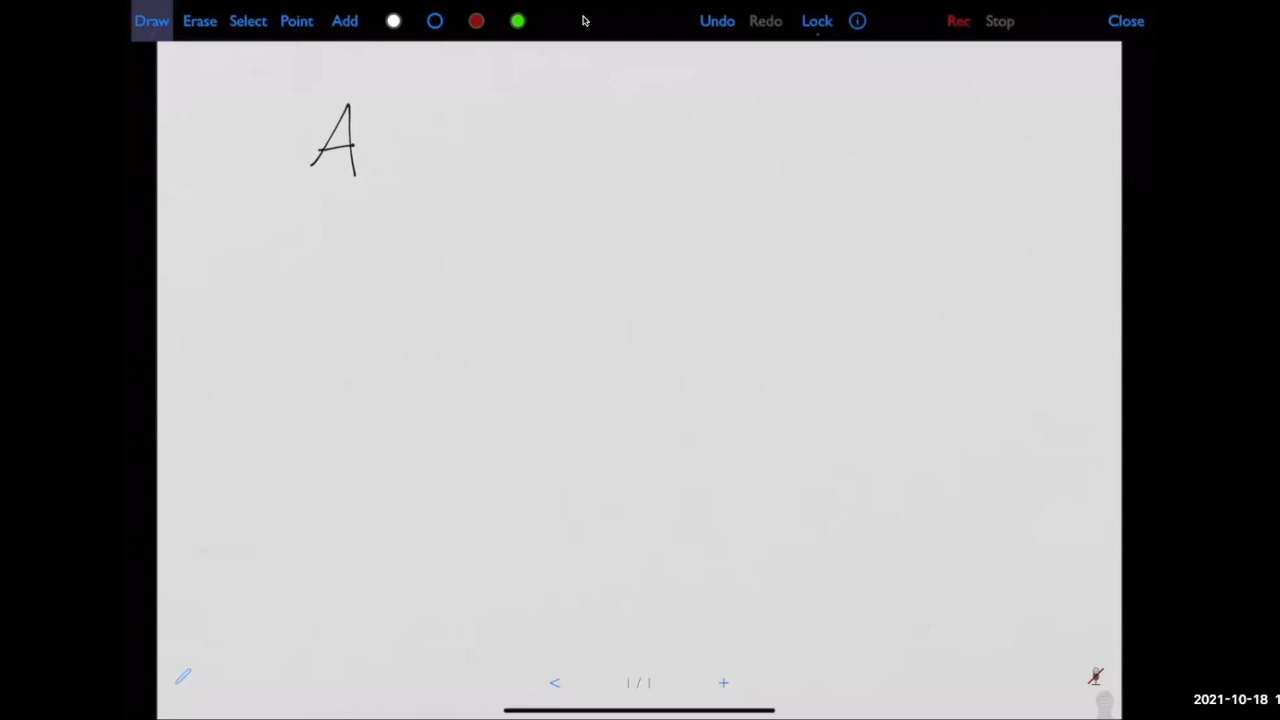 Draw Erase Select Point Add Undo Redo Lock Rec Stop Close
A
< 1 / 1 +
2021-10-18 1